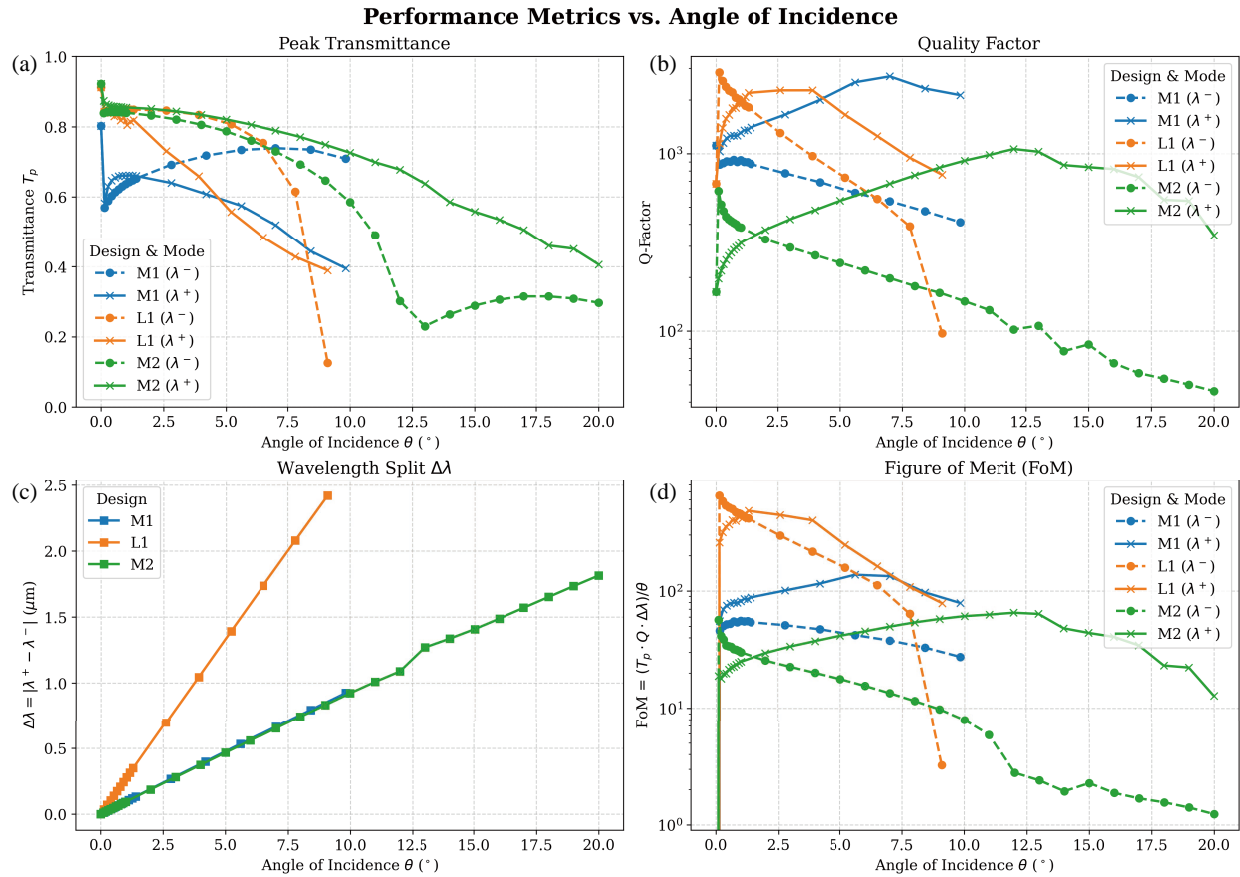 Performance Metrics vs. Angle of Incidence
(a)
Peak Transmittance
Transmittance Tₚ
1.0
0.8
0.6
0.4
0.2
0.0
Design & Mode
M1 (λ⁻)
M1 (λ⁺)
L1 (λ⁻)
L1 (λ⁺)
M2 (λ⁻)
M2 (λ⁺)
0.0 2.5 5.0 7.5 10.0 12.5 15.0 17.5 20.0
Angle of Incidence θ (°)
(b)
Quality Factor
Q-Factor
10³
10²
Design & Mode
M1 (λ⁻)
M1 (λ⁺)
L1 (λ⁻)
L1 (λ⁺)
M2 (λ⁻)
M2 (λ⁺)
0.0 2.5 5.0 7.5 10.0 12.5 15.0 17.5 20.0
Angle of Incidence θ (°)
(c)
Wavelength Split Δλ
Δλ = |λ⁺ − λ⁻| (μm)
2.5
2.0
1.5
1.0
0.5
0.0
Design
M1
L1
M2
0.0 2.5 5.0 7.5 10.0 12.5 15.0 17.5 20.0
Angle of Incidence θ (°)
(d)
Figure of Merit (FoM)
FoM = (Tₚ · Q · Δλ)/θ
10²
10¹
10⁰
Design & Mode
M1 (λ⁻)
M1 (λ⁺)
L1 (λ⁻)
L1 (λ⁺)
M2 (λ⁻)
M2 (λ⁺)
0.0 2.5 5.0 7.5 10.0 12.5 15.0 17.5 20.0
Angle of Incidence θ (°)